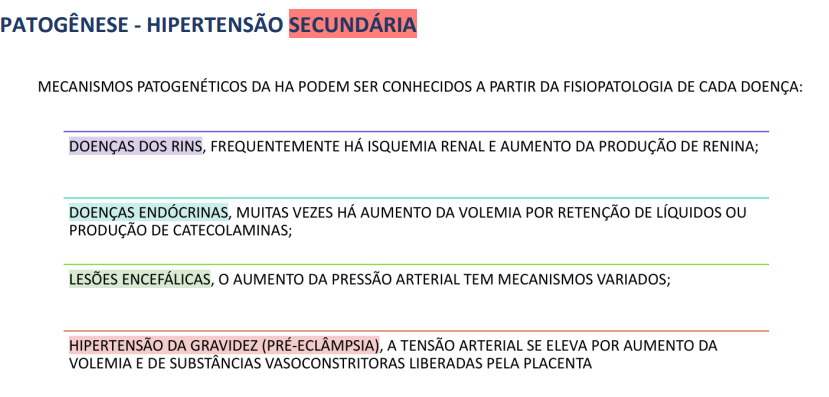 PATOGÊNESE - HIPERTENSÃO SECUNDÁRIA
MECANISMOS PATOGENÉTICOS DA HA PODEM SER CONHECIDOS A PARTIR DA FISIOPATOLOGIA DE CADA DOENÇA:
DOENÇAS DOS RINS, FREQUENTEMENTE HÁ ISQUEMIA RENAL E AUMENTO DA PRODUÇÃO DE RENINA;
DOENÇAS ENDÓCRINAS, MUITAS VEZES HÁ AUMENTO DA VOLEMIA POR RETENÇÃO DE LÍQUIDOS OU
PRODUÇÃO DE CATECOLAMINAS;
LESÕES ENCEFÁLICAS, O AUMENTO DA PRESSÃO ARTERIAL TEM MECANISMOS VARIADOS;
HIPERTENSÃO DA GRAVIDEZ (PRÉ-ECLÂMPSIA), A TENSÃO ARTERIAL SE ELEVA POR AUMENTO DA
VOLEMIA E DE SUBSTÂNCIAS VASOCONSTRITORAS LIBERADAS PELA PLACENTA